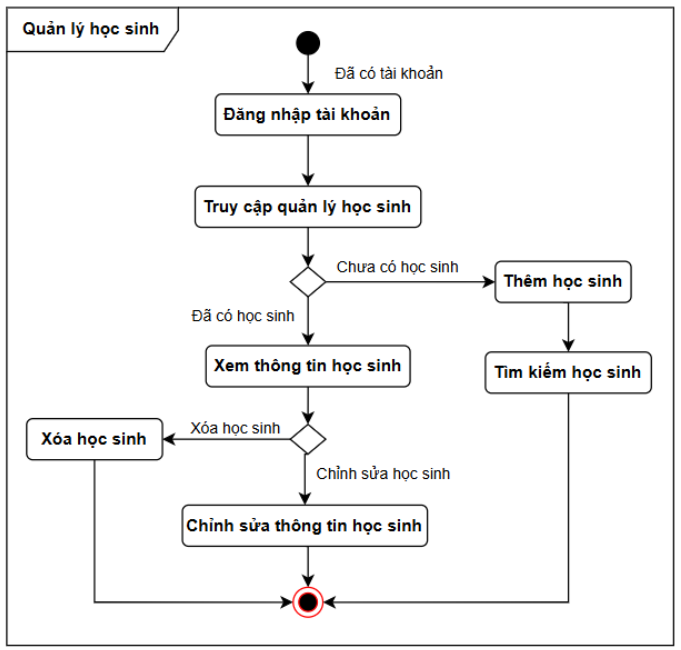 Quản lý học sinh
Đã có tài khoản
Đăng nhập tài khoản
Truy cập quản lý học sinh
Chưa có học sinh
Thêm học sinh
Đã có học sinh
Xem thông tin học sinh
Tìm kiếm học sinh
Xóa học sinh
Xóa học sinh
Chỉnh sửa học sinh
Chỉnh sửa thông tin học sinh